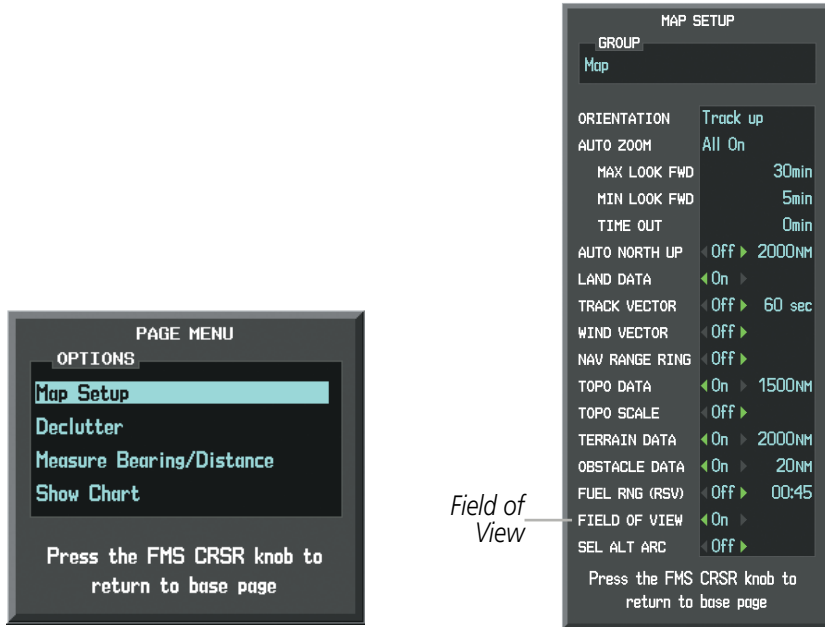 PAGE MENU
OPTIONS
Map Setup
Declutter
Measure Bearing/Distance
Show Chart
Press the FMS CRSR knob to
return to base page
MAP SETUP
GROUP
Map
ORIENTATION Track up
AUTO ZOOM All On
MAX LOOK FWD 30min
MIN LOOK FWD 5min
TIME OUT 0min
AUTO NORTH UP Off 2000NM
LAND DATA On
TRACK VECTOR Off 60 sec
WIND VECTOR Off
NAV RANGE RING Off
TOPO DATA On 1500NM
TOPO SCALE Off
TERRAIN DATA On 2000NM
OBSTACLE DATA On 20NM
FUEL RNG (RSV) Off 00:45
FIELD OF VIEW On
SEL ALT ARC Off
Press the FMS CRSR knob to
return to base page
Field of
View